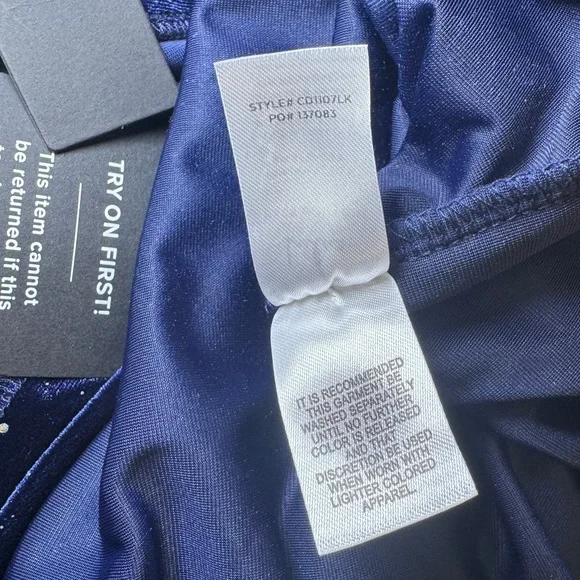 STYLE# CD1107LK
PO# 137083
IT IS RECOMMENDED
THIS GARMENT BE
WASHED SEPARATELY
UNTIL NO FURTHER
COLOR IS RELEASED
AND THAT
DISCRETION BE USED
WHEN WORN WITH
LIGHTER COLORED
APPAREL.
TRY ON FIRST!
This item cannot
be returned if this